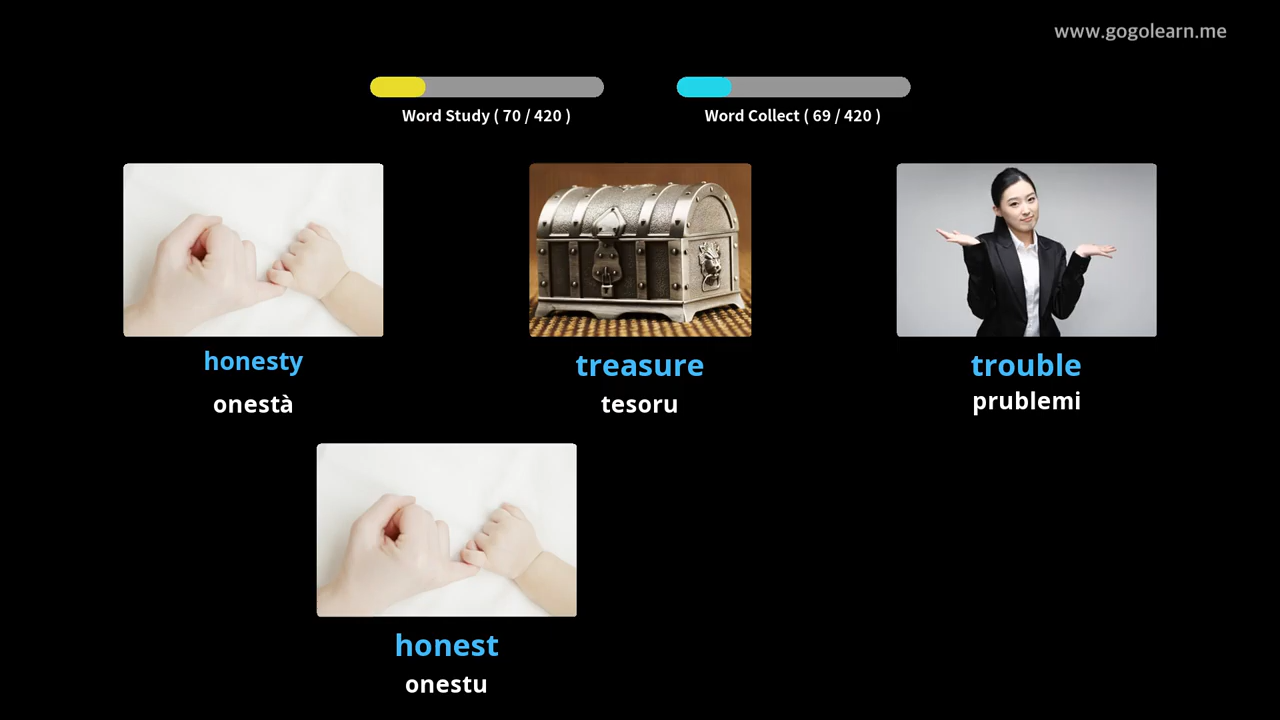 www.gogolearn.me
Word Study ( 70 / 420 )
Word Collect ( 69 / 420 )
honesty
onestà
treasure
tesoru
trouble
prublemi
honest
onestu